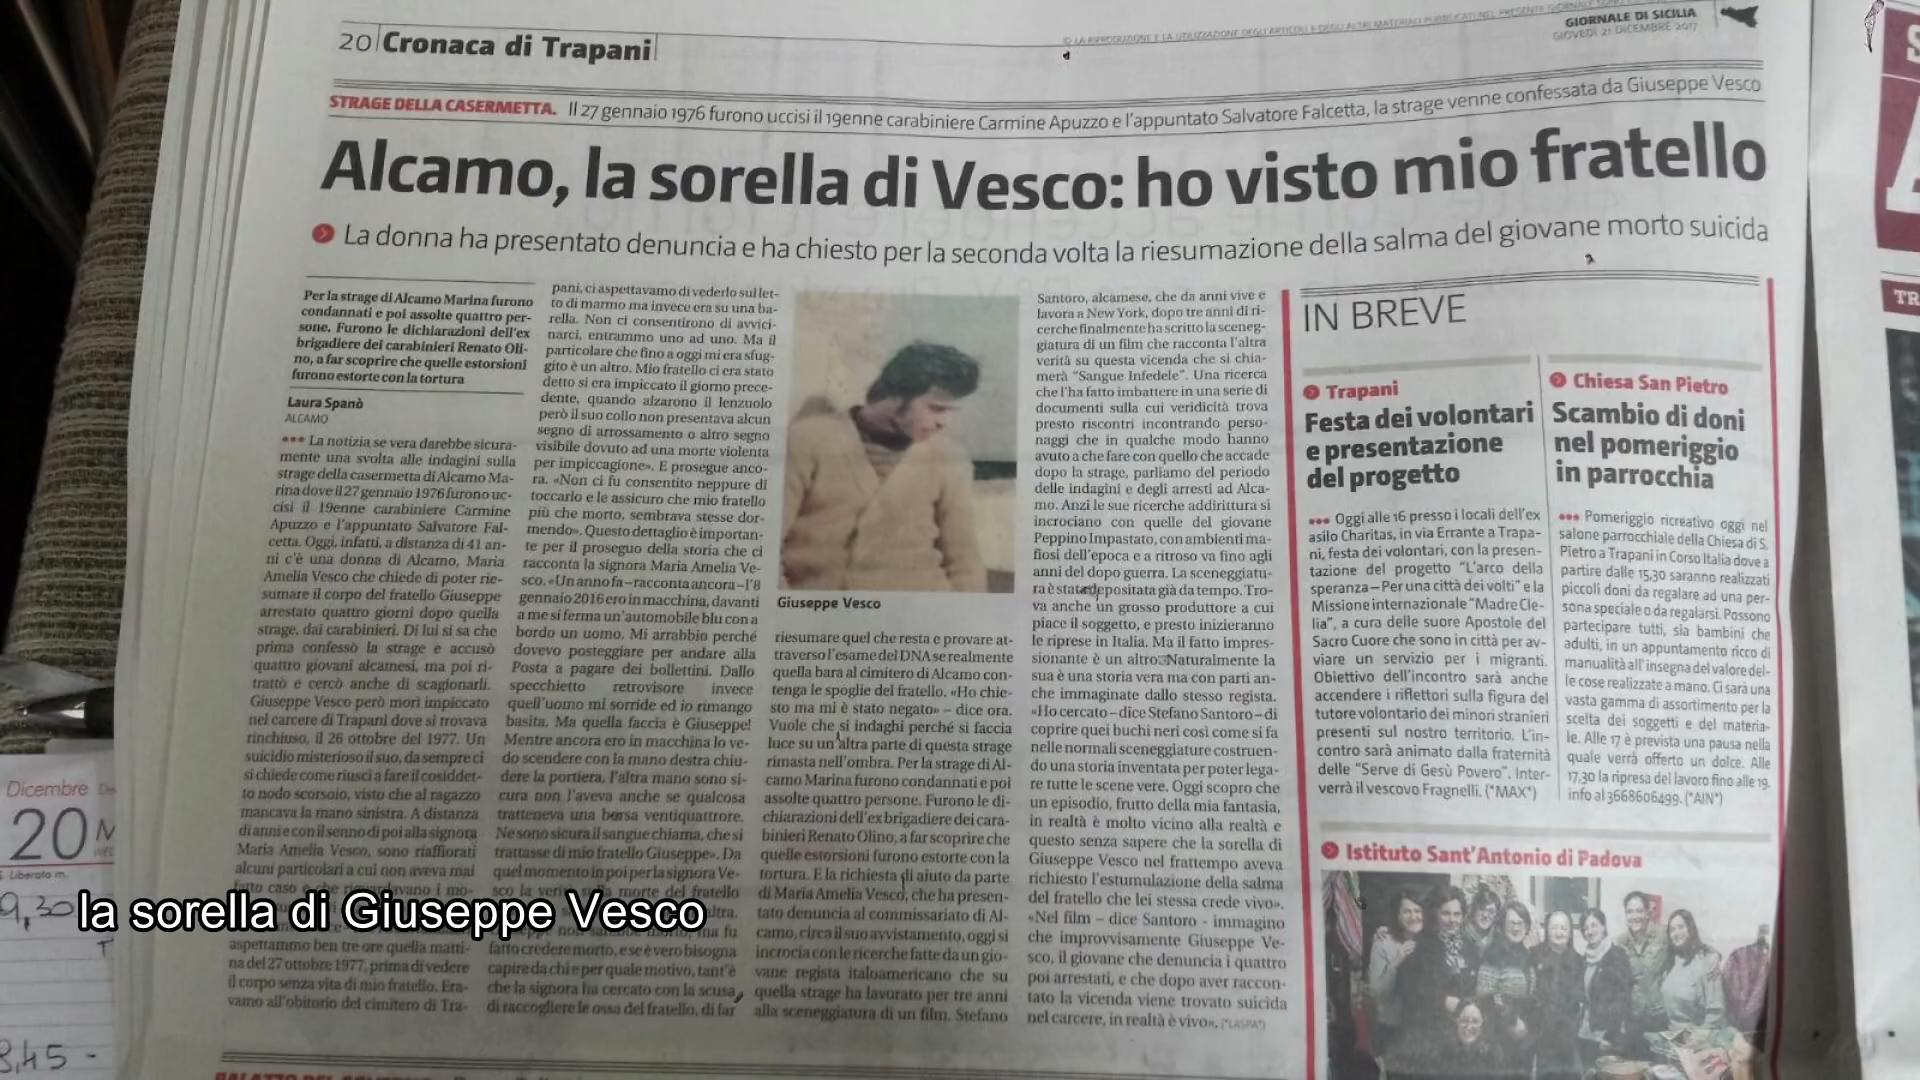 20 Cronaca di Trapani
© LA RIPRODUZIONE E LA UTILIZZAZIONE DEGLI ARTICOLI E DEGLI ALTRI MATERIALI PUBBLICATI NEL PRESENTE GIORNALE SONO
GIORNALE DI SICILIA
GIOVEDÌ 21 DICEMBRE 2017
STRAGE DELLA CASERMETTA. Il 27 gennaio 1976 furono uccisi il 19enne carabiniere Carmine Apuzzo e l'appuntato Salvatore Falcetta, la strage venne confessata da Giuseppe Vesco
Alcamo, la sorella di Vesco: ho visto mio fratello
La donna ha presentato denuncia e ha chiesto per la seconda volta la riesumazione della salma del giovane morto suicida
Per la strage di Alcamo Marina furono
condannati e poi assolte quattro per-
sone. Furono le dichiarazioni dell'ex
brigadiere dei carabinieri Renato Oli-
no, a far scoprire che quelle estorsioni
furono estorte con la tortura
Laura Spanò
ALCAMO
••• La notizia se vera darebbe sicura-
mente una svolta alle indagini sulla
strage della casermetta di Alcamo Ma-
rina dove il 27 gennaio 1976 furono uc-
cisi il 19enne carabiniere Carmine
Apuzzo e l'appuntato Salvatore Fal-
cetta. Oggi, infatti, a distanza di 41 an-
ni c'è una donna di Alcamo, Maria
Amelia Vesco che chiede di poter rie-
sumare il corpo del fratello Giuseppe
arrestato quattro giorni dopo quella
strage, dai carabinieri. Di lui si sa che
prima confessò la strage e accusò
quattro giovani alcamesi, ma poi ri-
trattò e cercò anche di scagionarli.
Giuseppe Vesco però morì impiccato
nel carcere di Trapani dove si trovava
rinchiuso, il 26 ottobre del 1977. Un
suicidio misterioso il suo, da sempre ci
si chiede come riuscì a fare il cosiddet-
to nodo scorsoio, visto che al ragazzo
mancava la mano sinistra. A distanza
di anni e con il senno di poi alla signora
Maria Amelia Vesco, sono riaffiorati
alcuni particolari a cui non aveva mai
fatto caso e che riguardavano i mo-
aspettammo ben tre ore quella matti-
na del 27 ottobre 1977, prima di vedere
il corpo senza vita di mio fratello. Era-
vamo all'obitorio del cimitero di Tra-
pani, ci aspettavamo di vederlo sul let-
to di marmo ma invece era su una ba-
rella. Non ci consentirono di avvici-
narci, entrammo uno ad uno. Ma il
particolare che fino a oggi mi era sfug-
gito è un altro. Mio fratello ci era stato
detto si era impiccato il giorno prece-
dente, quando alzarono il lenzuolo
però il suo collo non presentava alcun
segno di arrossamento o altro segno
visibile dovuto ad una morte violenta
per impiccagione». E prosegue anco-
ra. «Non ci fu consentito neppure di
toccarlo e le assicuro che mio fratello
più che morto, sembrava stesse dor-
mendo». Questo dettaglio è importan-
te per il proseguo della storia che ci
racconta la signora Maria Amelia Ve-
sco. «Un anno fa – racconta ancora – l'8
gennaio 2016 ero in macchina, davanti
a me si ferma un'automobile blu con a
bordo un uomo. Mi arrabbio perché
dovevo posteggiare per andare alla
Posta a pagare dei bollettini. Dallo
specchietto retrovisore invece
quell'uomo mi sorride ed io rimango
basita. Ma quella faccia è Giuseppe!
Mentre ancora ero in macchina lo ve-
do scendere con la mano destra chiu-
dere la portiera, l'altra mano sono si-
cura non l'aveva anche se qualcosa
tratteneva una borsa ventiquattrore.
Ne sono sicura il sangue chiama, che si
trattasse di mio fratello Giuseppe». Da
quel momento in poi per la signora Ve-
sco la verità sulla morte del fratello
altra.
Giuseppe non sarebbe morto, ma fu
fatto credere morto, e se è vero bisogna
capire da chi e per quale motivo, tant'è
che la signora ha cercato con la scusa,
di raccogliere le ossa del fratello, di far
Giuseppe Vesco
riesumare quel che resta e provare at-
traverso l'esame del DNA se realmente
quella bara al cimitero di Alcamo con-
tenga le spoglie del fratello. «Ho chie-
sto ma mi è stato negato» – dice ora.
Vuole che si indaghi perché si faccia
luce su un'altra parte di questa strage
rimasta nell'ombra. Per la strage di Al-
camo Marina furono condannati e poi
assolte quattro persone. Furono le di-
chiarazioni dell'ex brigadiere dei cara-
binieri Renato Olino, a far scoprire che
quelle estorsioni furono estorte con la
tortura. E la richiesta di aiuto da parte
di Maria Amelia Vesco, che ha presen-
tato denuncia al commissariato di Al-
camo, circa il suo avvistamento, oggi si
incrocia con le ricerche fatte da un gio-
vane regista italoamericano che su
quella strage ha lavorato per tre anni
alla sceneggiatura di un film. Stefano
Santoro, alcamese, che da anni vive e
lavora a New York, dopo tre anni di ri-
cerche finalmente ha scritto la sceneg-
giatura di un film che racconta l'altra
verità su questa vicenda che si chia-
merà "Sangue Infedele". Una ricerca
che l'ha fatto imbattere in una serie di
documenti sulla cui veridicità trova
presto riscontri incontrando perso-
naggi che in qualche modo hanno
avuto a che fare con quello che accade
dopo la strage, parliamo del periodo
delle indagini e degli arresti ad Alca-
mo. Anzi le sue ricerche addirittura si
incrociano con quelle del giovane
Peppino Impastato, con ambienti ma-
fiosi dell'epoca e a ritroso va fino agli
anni del dopo guerra. La sceneggiatu-
ra è stata depositata già da tempo. Tro-
va anche un grosso produttore a cui
piace il soggetto, e presto inizieranno
le riprese in Italia. Ma il fatto impres-
sionante è un altro. Naturalmente la
sua è una storia vera ma con parti an-
che immaginate dallo stesso regista.
«Ho cercato – dice Stefano Santoro – di
coprire quei buchi neri così come si fa
nelle normali sceneggiature costruen-
do una storia inventata per poter lega-
re tutte le scene vere. Oggi scopro che
un episodio, frutto della mia fantasia,
in realtà è molto vicino alla realtà e
questo senza sapere che la sorella di
Giuseppe Vesco nel frattempo aveva
richiesto l'estumulazione della salma
del fratello che lei stessa crede vivo».
«Nel film – dice Santoro - immagino
che improvvisamente Giuseppe Ve-
sco, il giovane che denuncia i quattro
poi arrestati, e che dopo aver raccon-
tato la vicenda viene trovato suicida
nel carcere, in realtà è vivo». (*LASPA*)
IN BREVE
Trapani
Festa dei volontari
e presentazione
del progetto
••• Oggi alle 16 presso i locali dell'ex
asilo Charitas, in via Errante a Trapa-
ni, festa dei volontari, con la presen-
tazione del progetto "L'arco della
speranza – Per una città dei volti" e la
Missione internazionale "Madre Cle-
lia", a cura delle suore Apostole del
Sacro Cuore che sono in città per av-
viare un servizio per i migranti.
Obiettivo dell'incontro sarà anche
accendere i riflettori sulla figura del
tutore volontario dei minori stranieri
presenti sul nostro territorio. L'in-
contro sarà animato dalla fraternità
delle "Serve di Gesù Povero". Inter-
verrà il vescovo Fragnelli. (*MAX*)
Chiesa San Pietro
Scambio di doni
nel pomeriggio
in parrocchia
••• Pomeriggio ricreativo oggi nel
salone parrocchiale della Chiesa di S.
Pietro a Trapani in Corso Italia dove a
partire dalle 15,30 saranno realizzati
piccoli doni da regalare ad una per-
sona speciale o da regalarsi. Possono
partecipare tutti, sia bambini che
adulti, in un appuntamento ricco di
manualità all'insegna del valore del-
le cose realizzate a mano. Ci sarà una
vasta gamma di assortimento per la
scelta dei soggetti e del materia-
le. Alle 17 è prevista una pausa nella
quale verrà offerto un dolce. Alle
17,30 la ripresa del lavoro fino alle 19.
info al 3668606499. (*AIN*)
Istituto Sant'Antonio di Padova
Dicembre
20
S. Liberato m.
9,30
8,45 -
la sorella di Giuseppe Vesco
TR